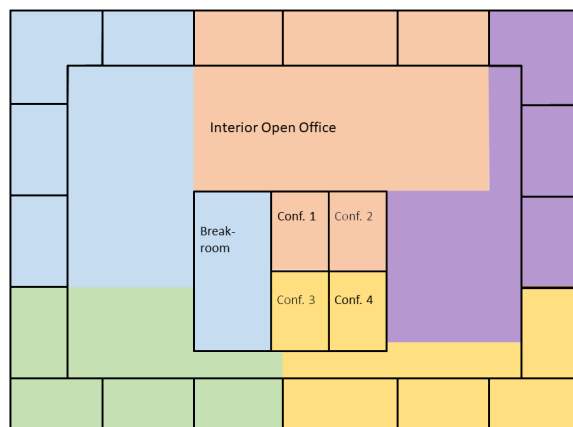 Interior Open Office
Break-
room
Conf. 1
Conf. 2
Conf. 3
Conf. 4